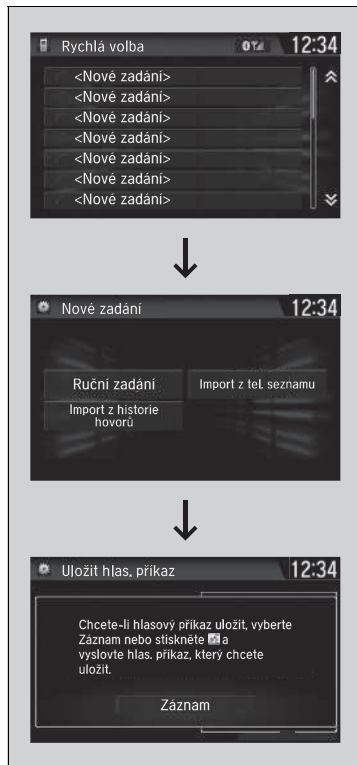 Rychlá volba 12:34
<Nové zadání>
<Nové zadání>
<Nové zadání>
<Nové zadání>
<Nové zadání>
<Nové zadání>
<Nové zadání>
Nové zadání 12:34
Ruční zadání Import z tel. seznamu
Import z historie
hovorů
Uložit hlas. příkaz 12:34
Chcete-li hlasový příkaz uložit, vyberte
Záznam nebo stiskněte a
vyslovte hlas. příkaz, který chcete
uložit.
Záznam